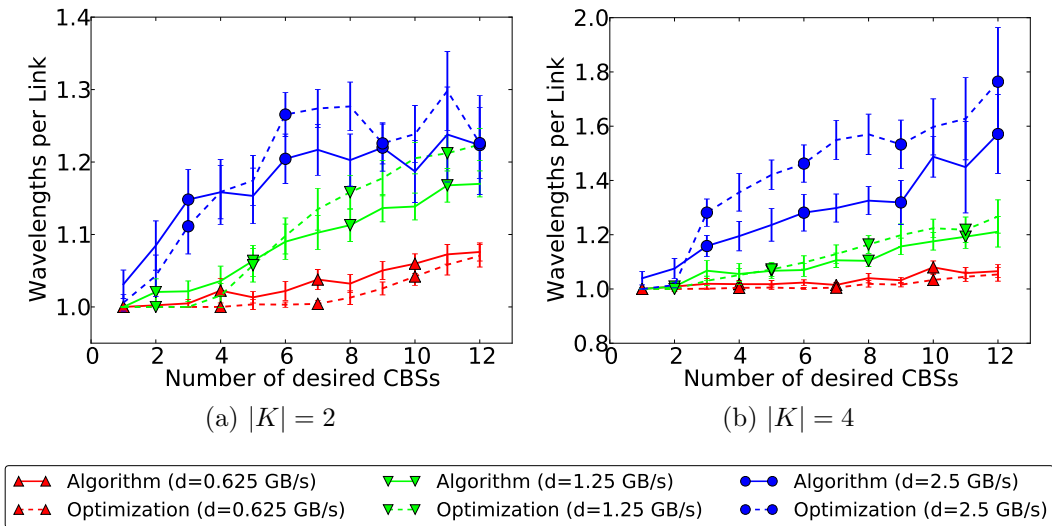 1.4
1.3
1.2
1.1
1.0
Wavelengths per Link
0 2 4 6 8 10 12
Number of desired CBSs
(a) |K| = 2
2.0
1.8
1.6
1.4
1.2
1.0
0.8
Wavelengths per Link
0 2 4 6 8 10 12
Number of desired CBSs
(b) |K| = 4
Algorithm (d=0.625 GB/s) Algorithm (d=1.25 GB/s) Algorithm (d=2.5 GB/s)
Optimization (d=0.625 GB/s) Optimization (d=1.25 GB/s) Optimization (d=2.5 GB/s)